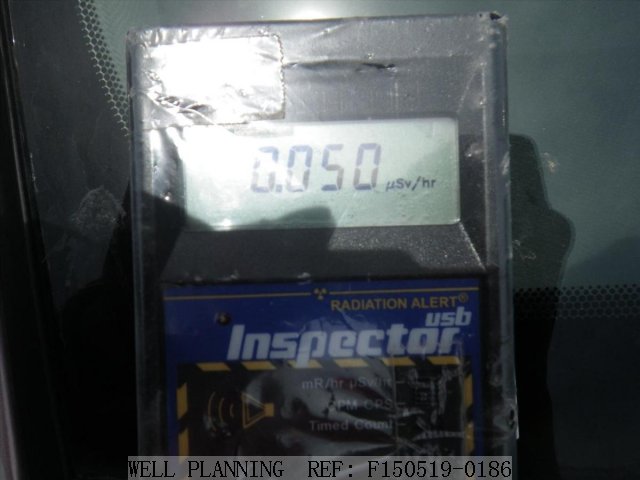 0.050 μSv/hr
RADIATION ALERT®
Inspector usb
mR/hr μSv/hr
CPM CPS
Timed Count
WELL PLANNING REF: F150519-0186